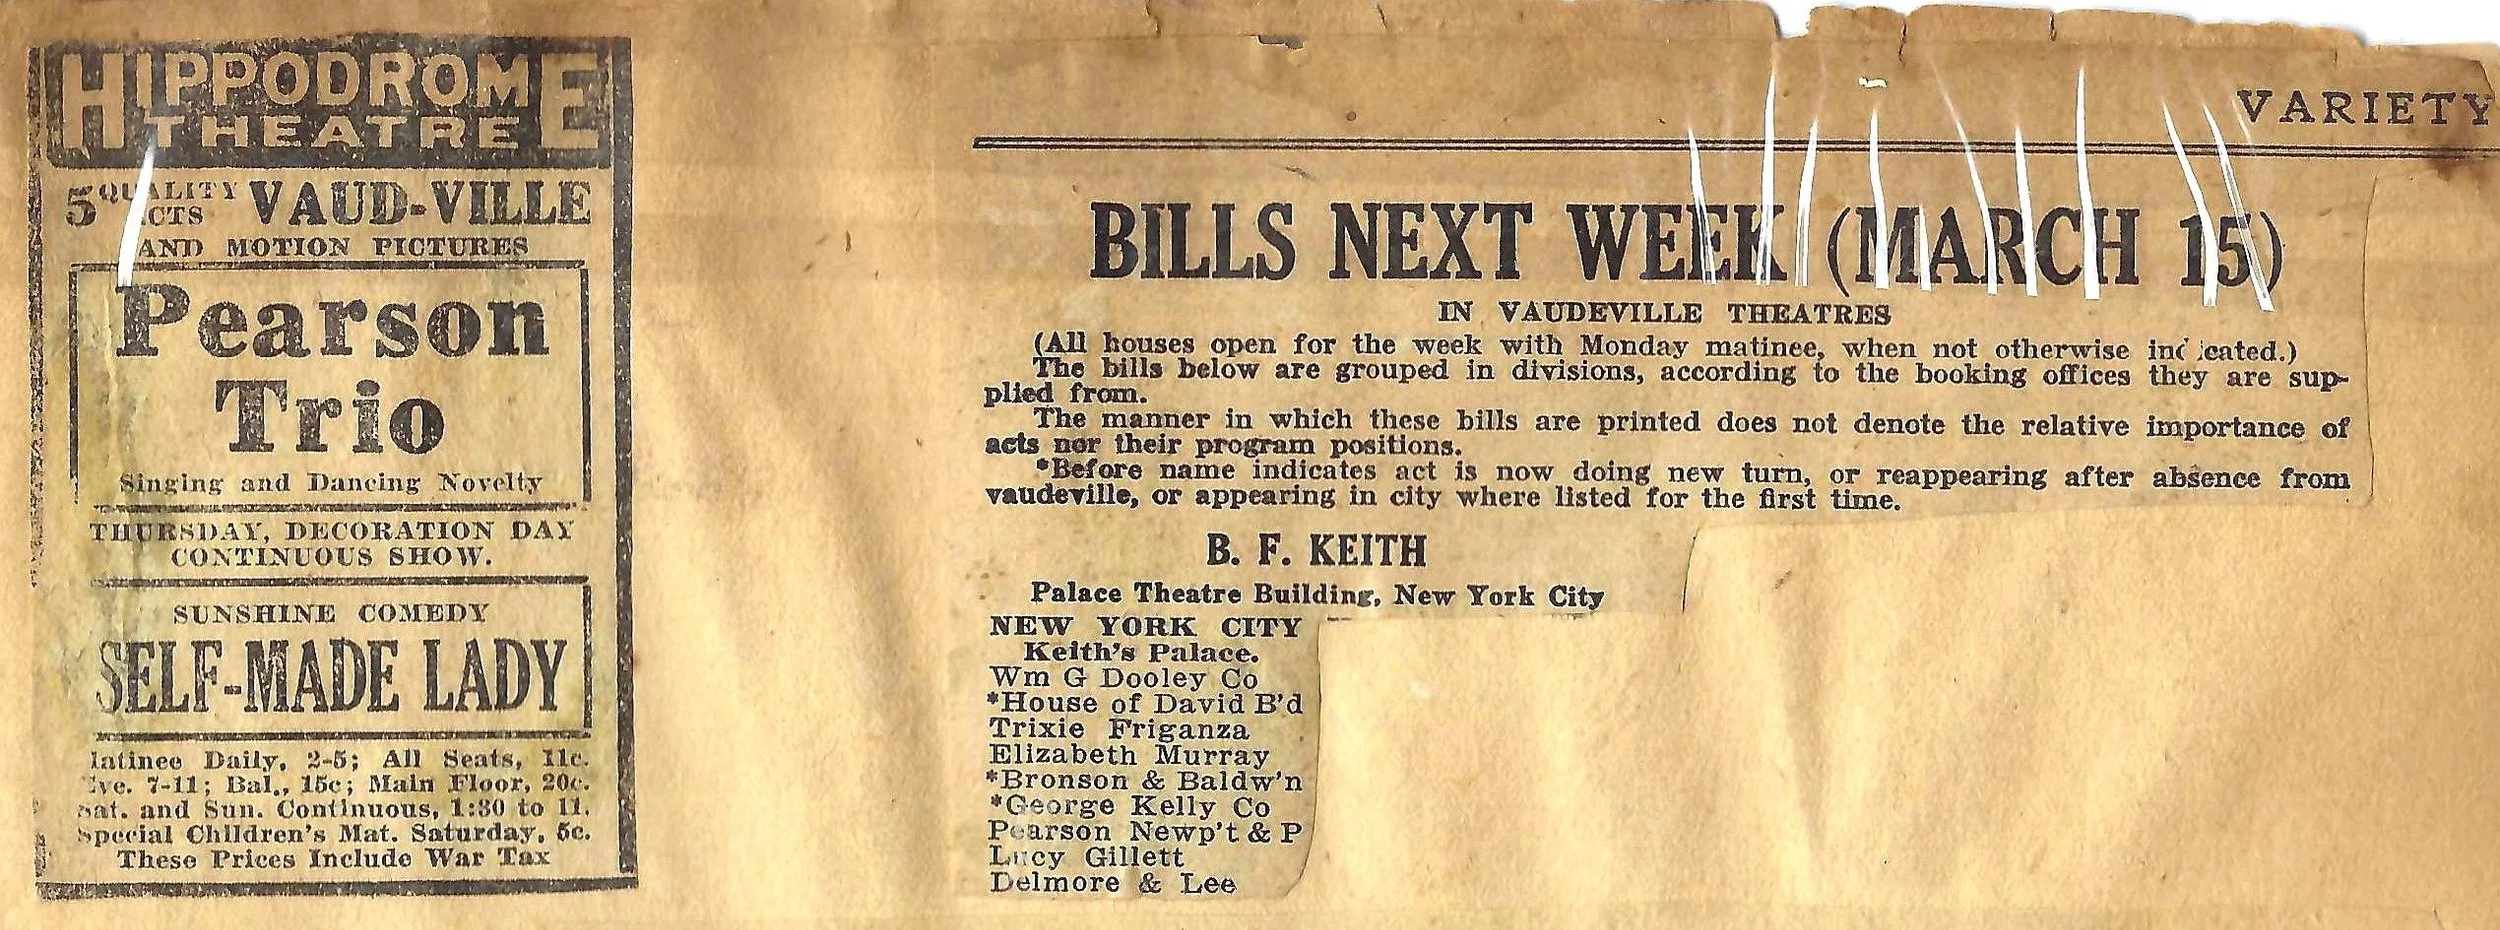 HIPPODROME
THEATRE
5 QUALITY ACTS VAUD-VILLE
AND MOTION PICTURES
Pearson
Trio
Singing and Dancing Novelty
THURSDAY, DECORATION DAY
CONTINUOUS SHOW.
SUNSHINE COMEDY
SELF-MADE LADY
Matinee Daily, 2-5; All Seats, 11c.
Eve. 7-11; Bal., 15c; Main Floor, 20c.
Sat. and Sun. Continuous, 1:30 to 11.
Special Children's Mat. Saturday, 5c.
These Prices Include War Tax
VARIETY
BILLS NEXT WEEK (MARCH 15)
IN VAUDEVILLE THEATRES
(All houses open for the week with Monday matinee, when not otherwise indicated.)
The bills below are grouped in divisions, according to the booking offices they are sup-
plied from.
The manner in which these bills are printed does not denote the relative importance of
acts nor their program positions.
*Before name indicates act is now doing new turn, or reappearing after absence from
vaudeville, or appearing in city where listed for the first time.
B. F. KEITH
Palace Theatre Building, New York City
NEW YORK CITY
Keith's Palace.
Wm G Dooley Co
*House of David B'd
Trixie Friganza
Elizabeth Murray
*Bronson & Baldw'n
*George Kelly Co
Pearson Newp't & P
Lucy Gillett
Delmore & Lee